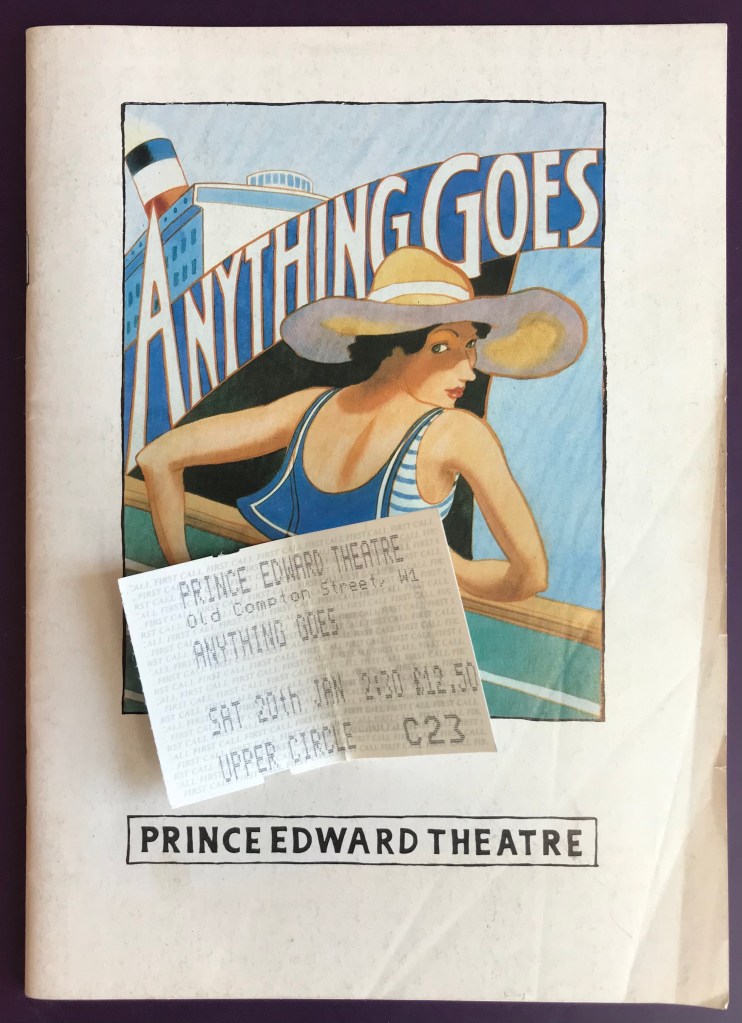 ANYTHING GOES
PRINCE EDWARD THEATRE
Old Compton Street, W1
ANYTHING GOES
SAT 20th JAN 2:30 £12.50
UPPER CIRCLE C23
PRINCE EDWARD THEATRE